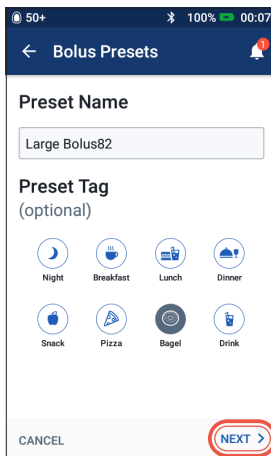 50+ 100% 00:07
Bolus Presets 1
Preset Name
Large Bolus82
Preset Tag
(optional)
Night Breakfast Lunch Dinner
Snack Pizza Bagel Drink
CANCEL NEXT